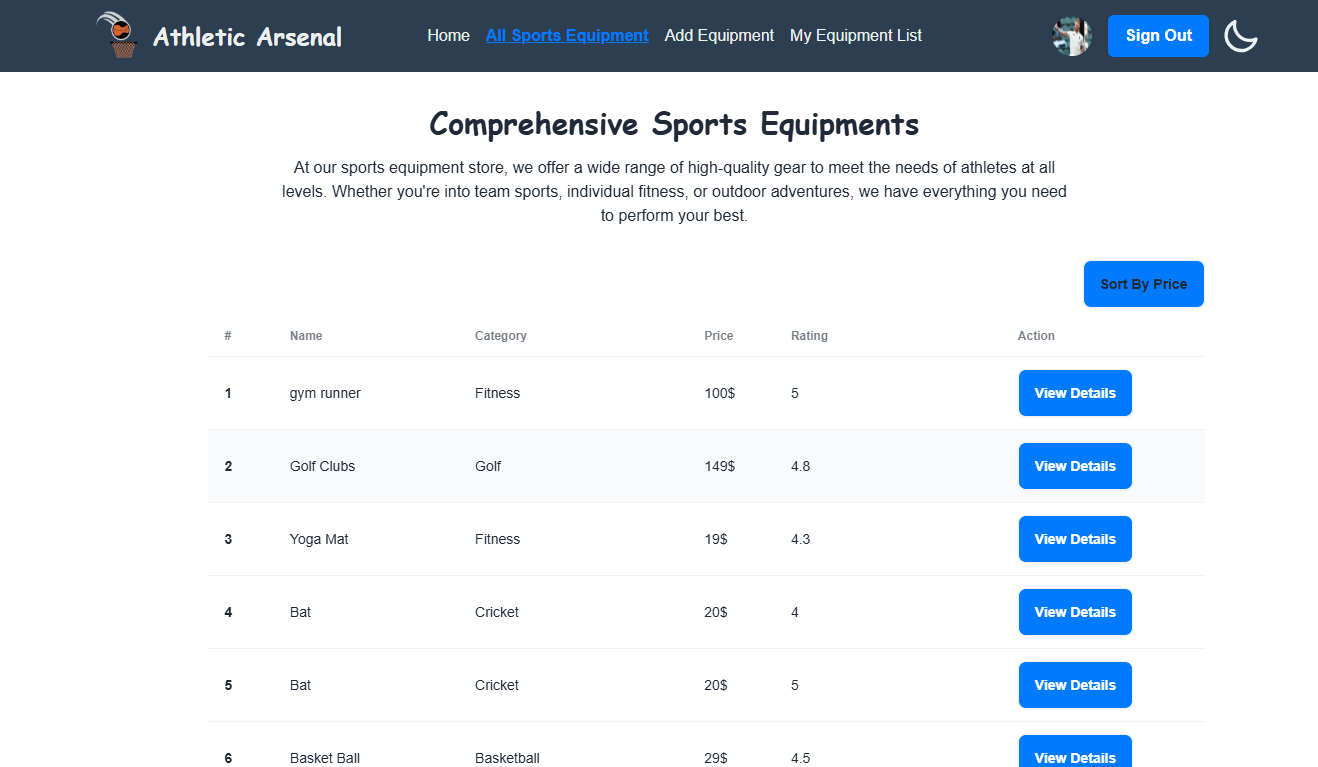 Athletic Arsenal Home All Sports Equipment Add Equipment My Equipment List Sign Out
Comprehensive Sports Equipments
At our sports equipment store, we offer a wide range of high-quality gear to meet the needs of athletes at all
levels. Whether you're into team sports, individual fitness, or outdoor adventures, we have everything you need
to perform your best.
Sort By Price
# Name Category Price Rating Action
1 gym runner Fitness 100$ 5 View Details
2 Golf Clubs Golf 149$ 4.8 View Details
3 Yoga Mat Fitness 19$ 4.3 View Details
4 Bat Cricket 20$ 4 View Details
5 Bat Cricket 20$ 5 View Details
6 Basket Ball Basketball 29$ 4.5 View Details